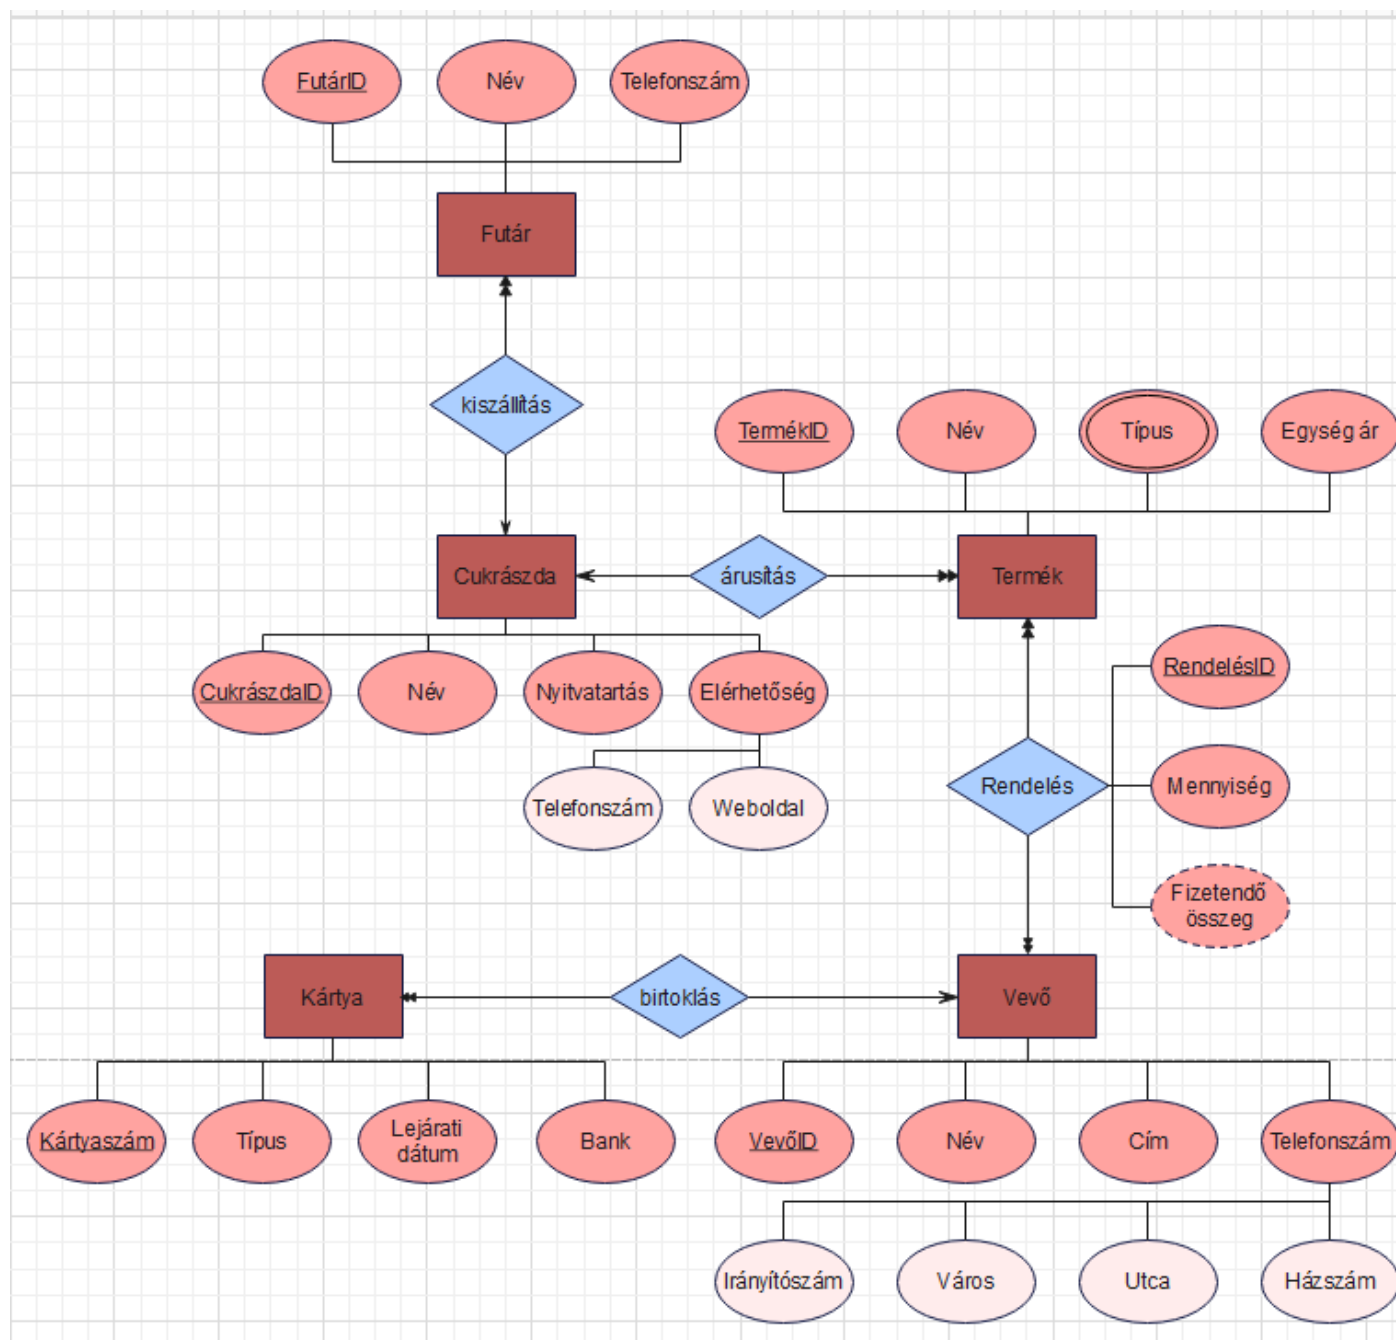 FutárID
Név
Telefonszám
Futár
kiszállítás
TermékID
Név
Típus
Egység ár
Cukrászda
árusítás
Termék
CukrászdaID
Név
Nyitvatartás
Elérhetőség
RendelésID
Telefonszám
Weboldal
Rendelés
Mennyiség
Fizetendő
összeg
Kártya
birtoklás
Vevő
Kártyaszám
Típus
Lejárati
dátum
Bank
VevőID
Név
Cím
Telefonszám
Irányítószám
Város
Utca
Házszám